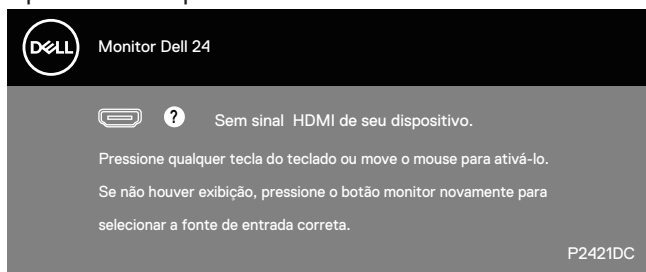 DELL
Monitor Dell 24
? Sem sinal HDMI de seu dispositivo.
Pressione qualquer tecla do teclado ou move o mouse para ativá-lo.
Se não houver exibição, pressione o botão monitor novamente para
selecionar a fonte de entrada correta.
P2421DC